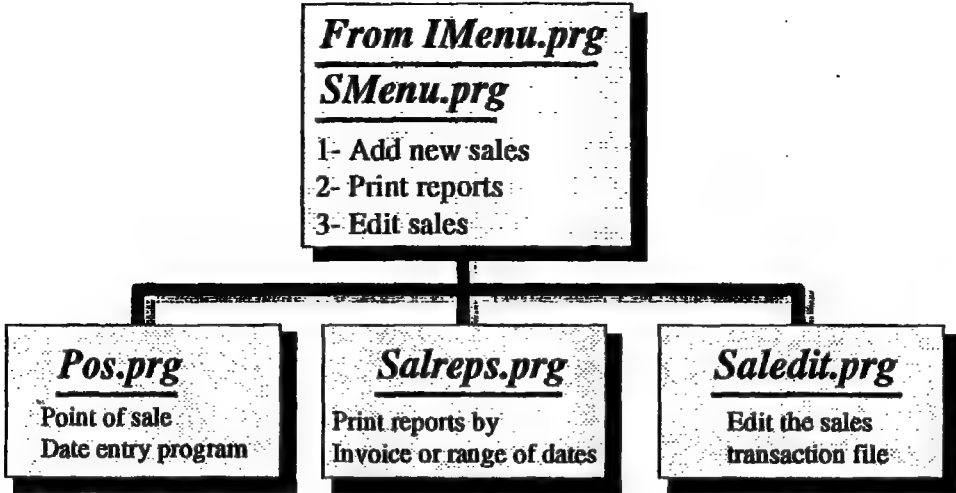 From IMenu.prg
SMenu.prg
1- Add new sales
2- Print reports
3- Edit sales
Pos.prg
Point of sale
Date entry program
Salreps.prg
Print reports by
Invoice or range of dates
Saledit.prg
Edit the sales
transaction file